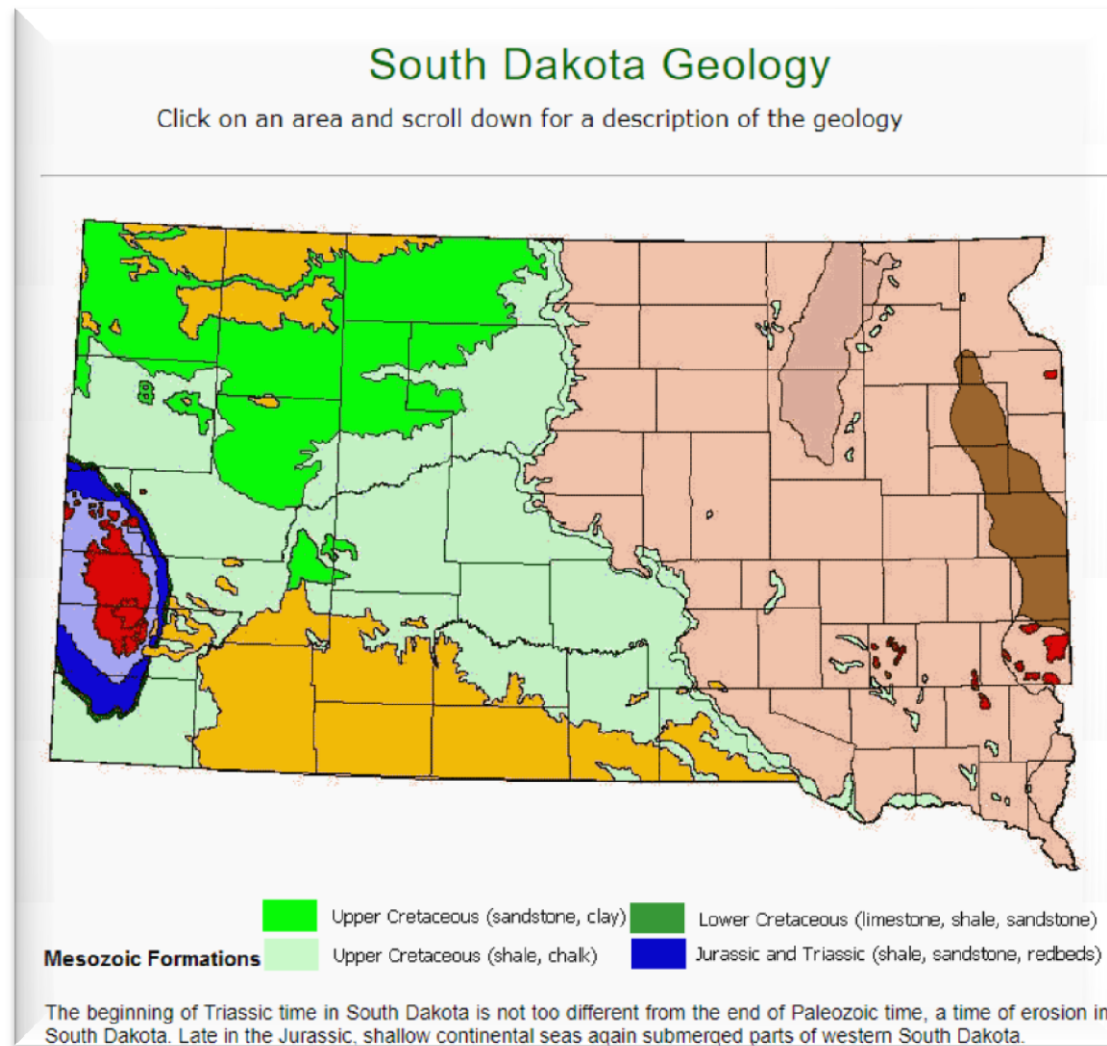 South Dakota Geology
Click on an area and scroll down for a description of the geology
Upper Cretaceous (sandstone, clay)
Lower Cretaceous (limestone, shale, sandstone)
Mesozoic Formations
Upper Cretaceous (shale, chalk)
Jurassic and Triassic (shale, sandstone, redbeds)
The beginning of Triassic time in South Dakota is not too different from the end of Paleozoic time, a time of erosion in
South Dakota. Late in the Jurassic, shallow continental seas again submerged parts of western South Dakota.